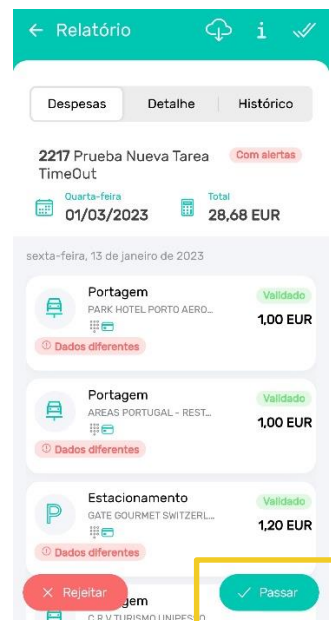 Relatório
Despesas Detalhe Histórico
2217 Prueba Nueva Tarea Com alertas
TimeOut
Quarta-feira Total
01/03/2023 28,68 EUR
sexta-feira, 13 de janeiro de 2023
Portagem Validado
PARK HOTEL PORTO AERO...
1,00 EUR
Dados diferentes
Portagem Validado
AREAS PORTUGAL - REST...
1,00 EUR
Dados diferentes
Estacionamento Validado
P GATE GOURMET SWITZERL...
1,20 EUR
Dados diferentes
Rejeitar gem Passar
C R V TURISMO UNIPESSO